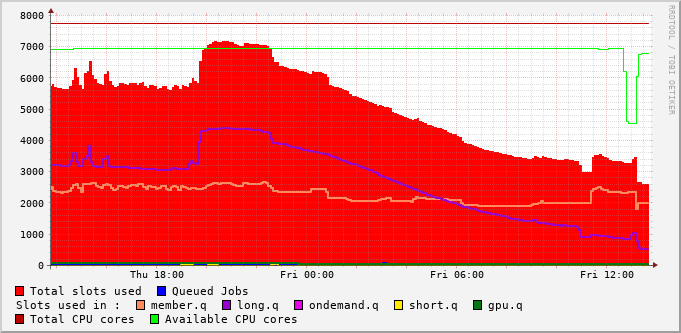 8000
7000
6000
5000
4000
3000
2000
1000
0
Thu 18:00 Fri 00:00 Fri 06:00 Fri 12:00
RRDTOOL / TOBI OETIKER
Total slots used Queued Jobs
Slots used in : member.q long.q ondemand.q short.q gpu.q
Total CPU cores Available CPU cores